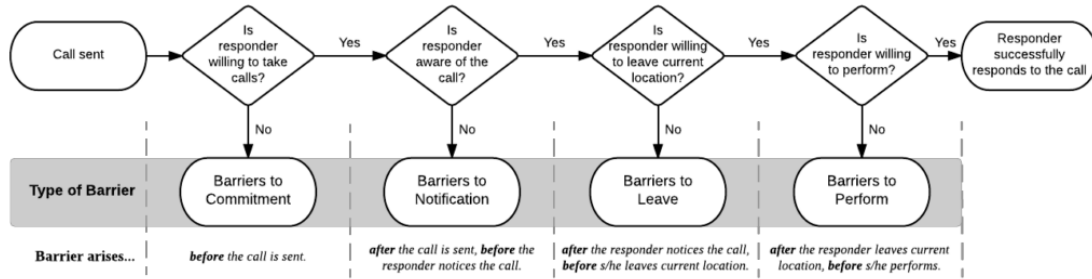 Call sent
Is
responder
willing to take
calls?
Yes
Is
responder
aware of the
call?
Yes
Is
responder willing
to leave current
location?
Yes
Is
responder willing
to perform?
Yes
Responder
successfully
responds to the call
No
No
No
No
Type of Barrier
Barriers to
Commitment
Barriers to
Notification
Barriers to
Leave
Barriers to
Perform
Barrier arises...
before the call is sent.
after the call is sent, before the
responder notices the call.
after the responder notices the call,
before s/he leaves current location.
after the responder leaves current
location, before s/he performs.